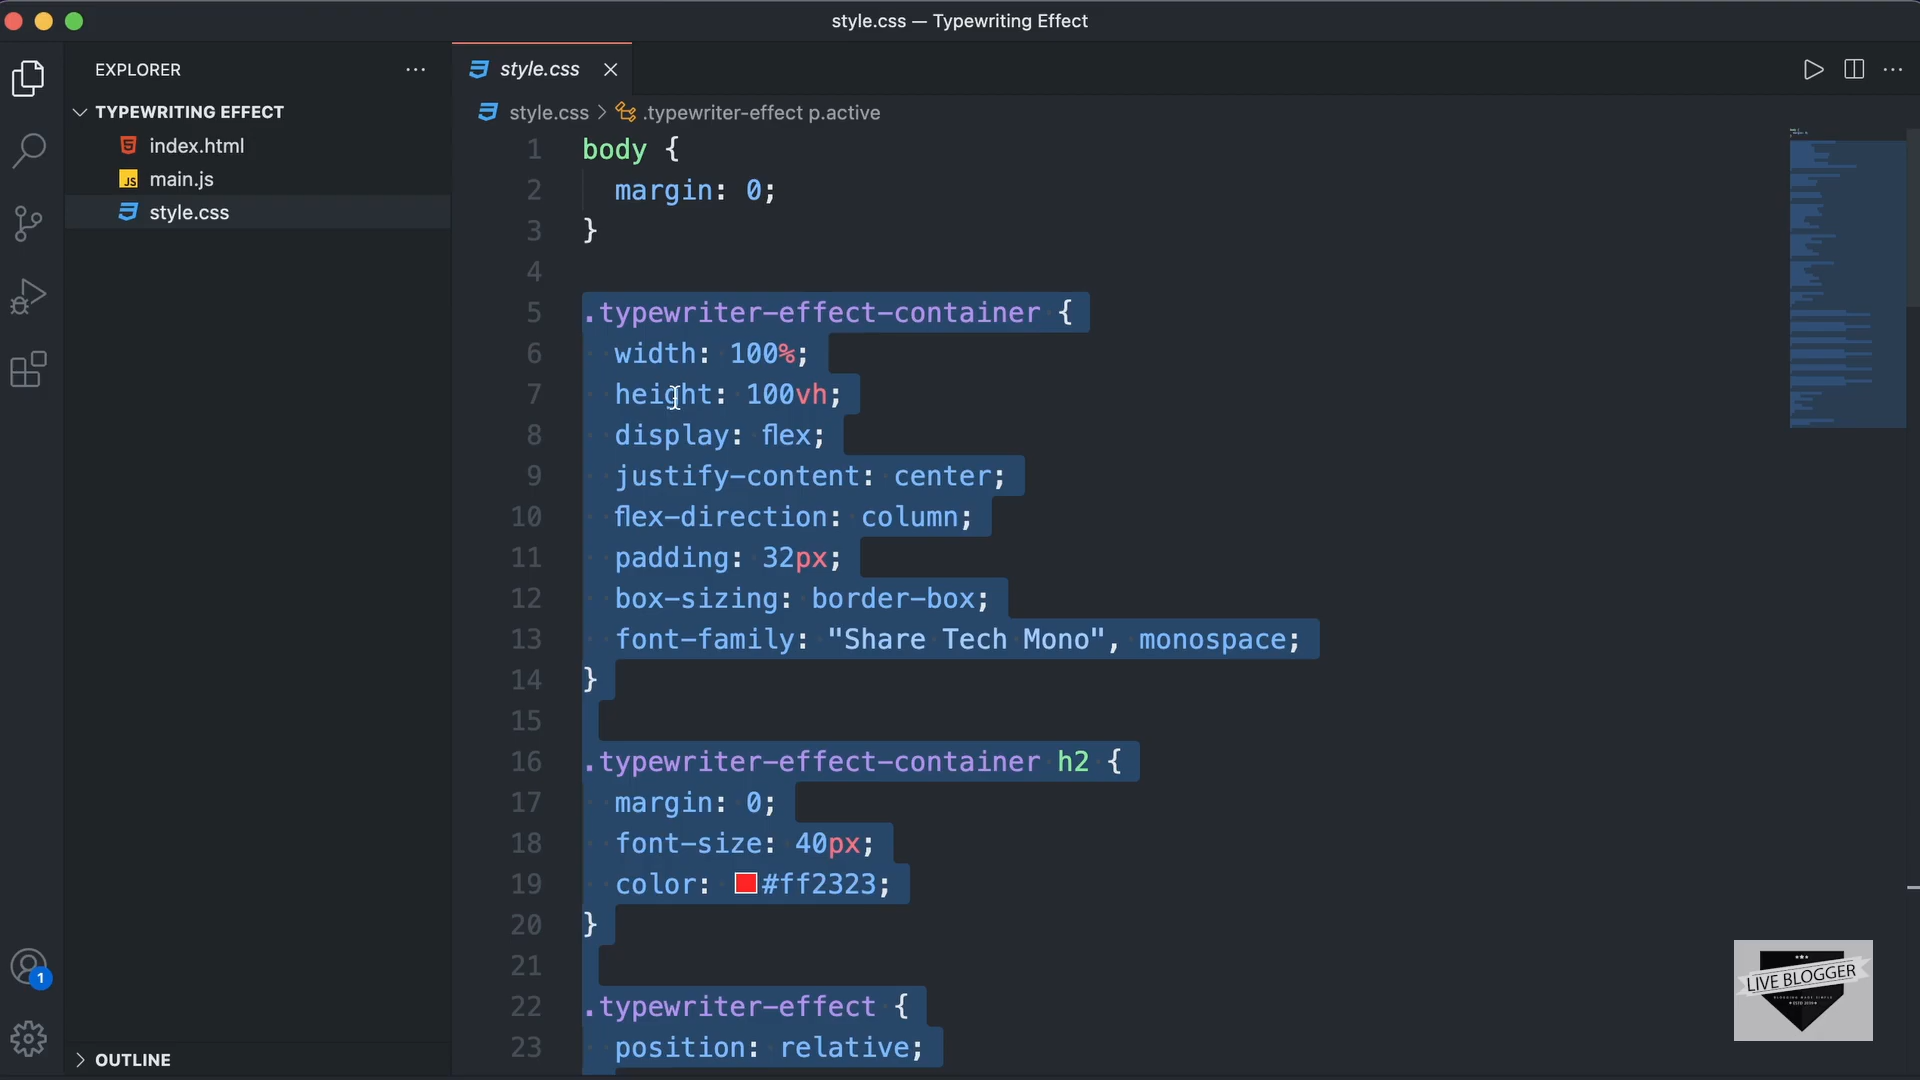 style.css — Typewriting Effect
EXPLORER
TYPEWRITING EFFECT
index.html
JS main.js
style.css
style.css
style.css > .typewriter-effect p.active
1 body {
2 margin: 0;
3 }
4
5 .typewriter-effect-container {
6 width: 100%;
7 height: 100vh;
8 display: flex;
9 justify-content: center;
10 flex-direction: column;
11 padding: 32px;
12 box-sizing: border-box;
13 font-family: "Share Tech Mono", monospace;
14 }
15
16 .typewriter-effect-container h2 {
17 margin: 0;
18 font-size: 40px;
19 color: #ff2323;
20 }
21
22 .typewriter-effect {
23 position: relative;
1
OUTLINE
LIVE BLOGGER